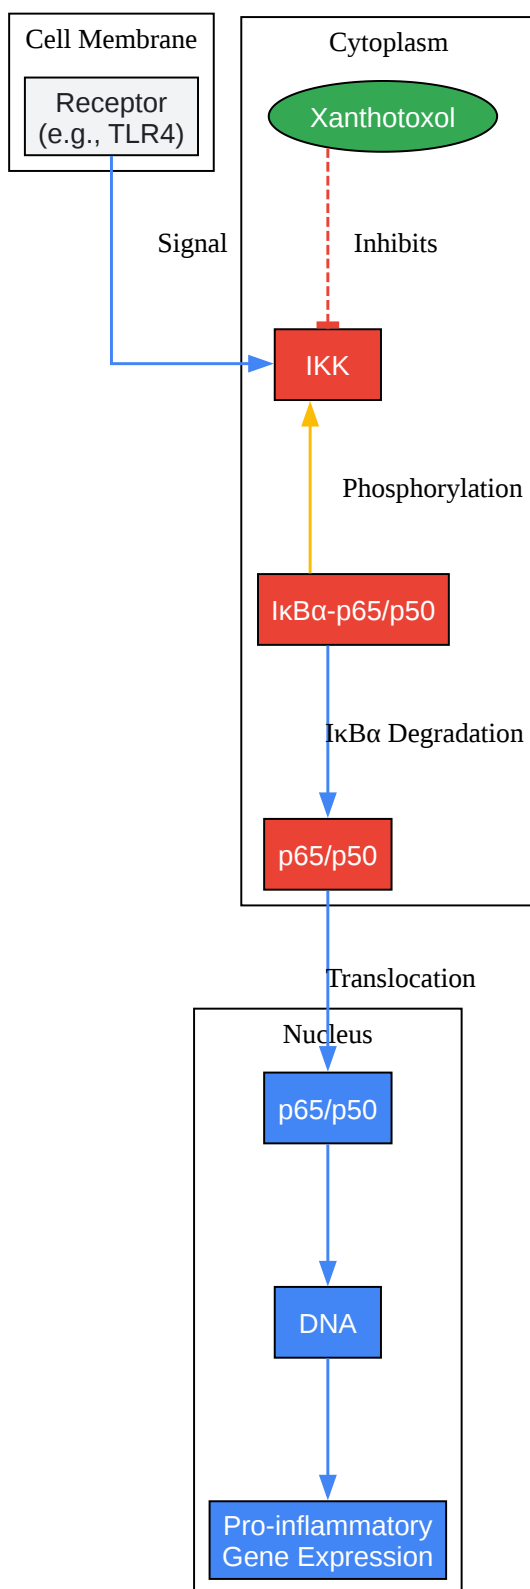 Cell Membrane
Receptor
(e.g., TLR4)
Cytoplasm
Xanthotoxol
Signal
Inhibits
IKK
Phosphorylation
IκBα-p65/p50
IκBα Degradation
p65/p50
Translocation
Nucleus
p65/p50
DNA
Pro-inflammatory
Gene Expression